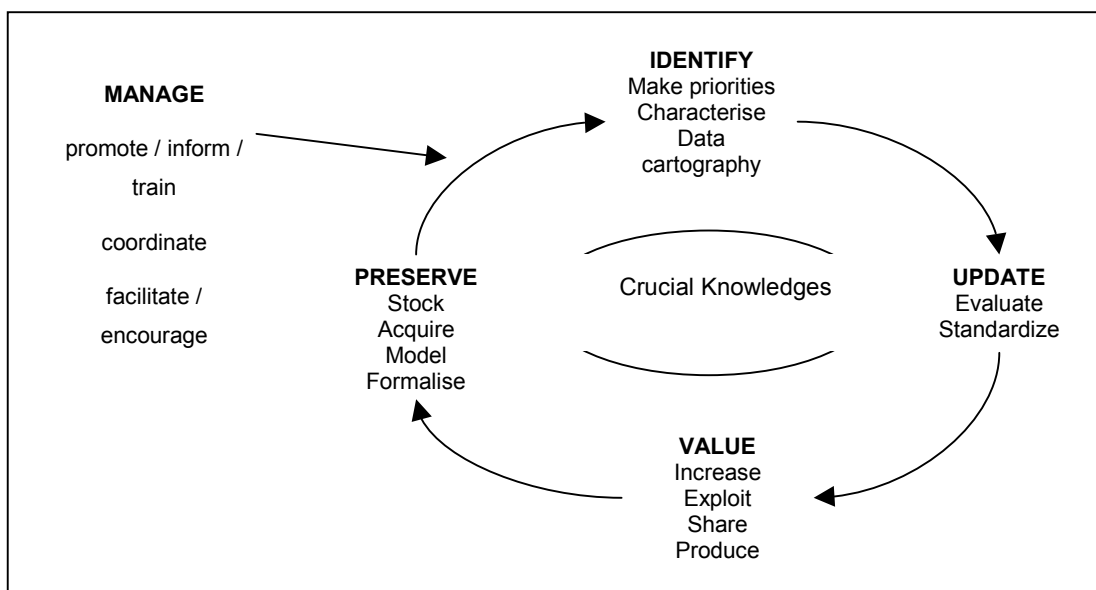 MANAGE
promote / inform /
train
coordinate
facilitate /
encourage
IDENTIFY
Make priorities
Characterise
Data
cartography
PRESERVE
Stock
Acquire
Model
Formalise
Crucial Knowledges
UPDATE
Evaluate
Standardize
VALUE
Increase
Exploit
Share
Produce